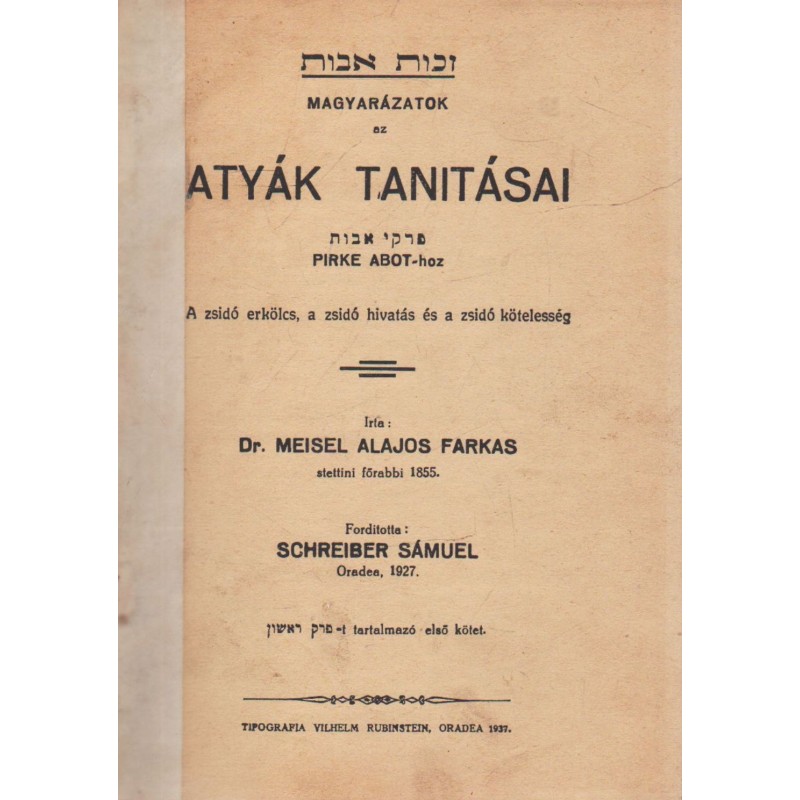 זכות אבות
MAGYARÁZATOK
az
ATYÁK TANITÁSAI
פרקי אבות
PIRKE ABOT-hoz
A zsidó erkölcs, a zsidó hivatás és a zsidó kötelesség
Irta:
Dr. MEISEL ALAJOS FARKAS
stettini főrabbi 1855.
Forditotta:
SCHREIBER SÁMUEL
Oradea, 1927.
פרק ראשון-t tartalmazó első kötet.
TIPOGRAFIA VILHELM RUBINSTEIN, ORADEA 1937.